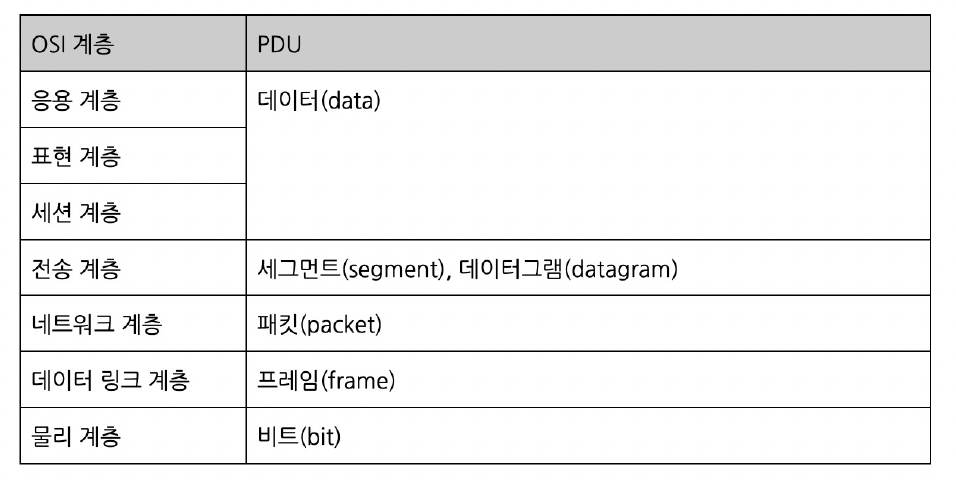 OSI 계층 PDU
응용 계층 데이터(data)
표현 계층
세션 계층
전송 계층 세그먼트(segment), 데이터그램(datagram)
네트워크 계층 패킷(packet)
데이터 링크 계층 프레임(frame)
물리 계층 비트(bit)